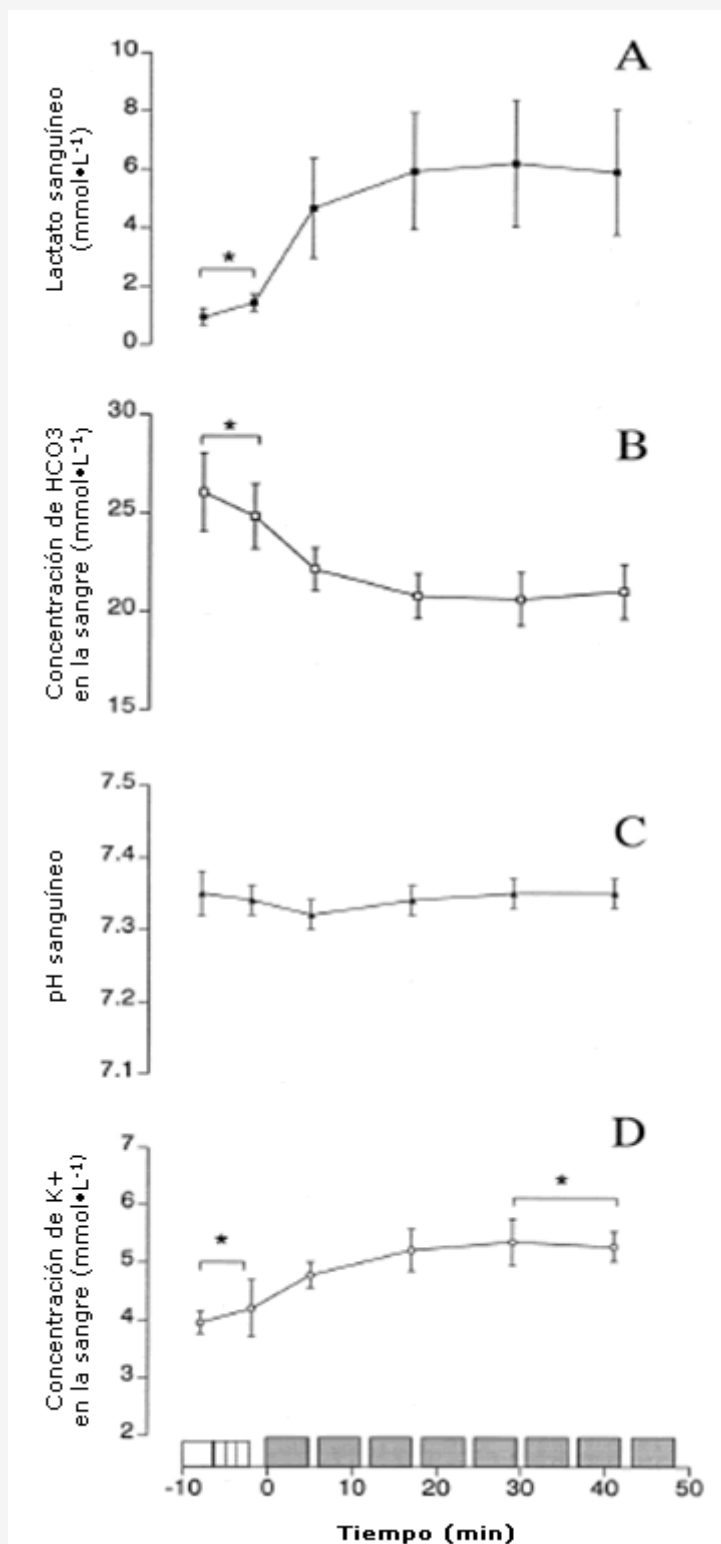 A
Lactato sanguíneo
(mmol•L⁻¹)
10
8
6
4
2
0
*
B
Concentración de HCO3
en la sangre (mmol•L⁻¹)
30
25
20
15
*
C
pH sanguíneo
7.5
7.4
7.3
7.2
7.1
D
Concentración de K+
en la sangre (mmol•L⁻¹)
7
6
5
4
3
2
*
*
-10 0 10 20 30 40 50
Tiempo (min)